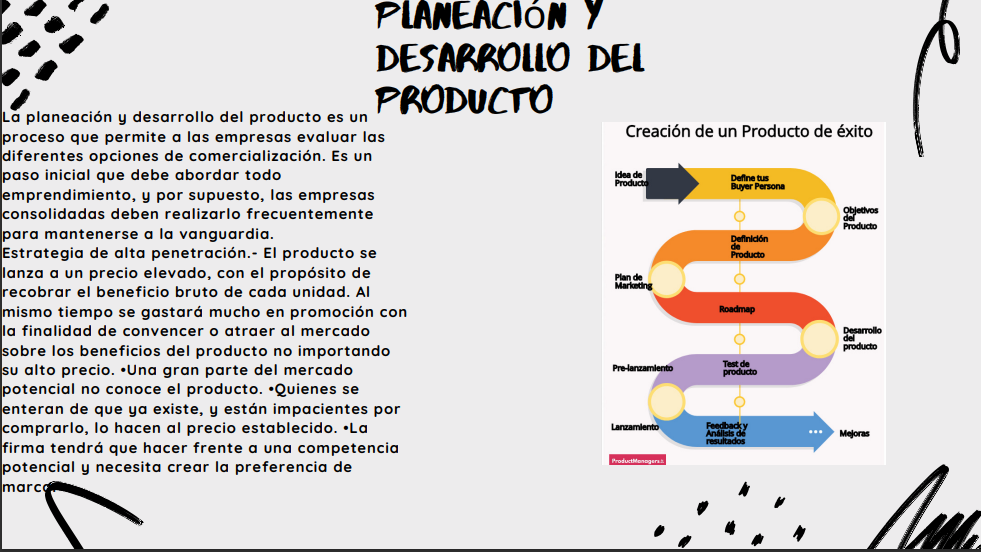 PLANEACIÓN Y
DESARROLLO DEL
PRODUCTO
La planeación y desarrollo del producto es un
proceso que permite a las empresas evaluar las
diferentes opciones de comercialización. Es un
paso inicial que debe abordar todo
emprendimiento, y por supuesto, las empresas
consolidadas deben realizarlo frecuentemente
para mantenerse a la vanguardia.
Estrategia de alta penetración.- El producto se
lanza a un precio elevado, con el propósito de
recobrar el beneficio bruto de cada unidad. Al
mismo tiempo se gastará mucho en promoción con
la finalidad de convencer o atraer al mercado
sobre los beneficios del producto no importando
su alto precio. •Una gran parte del mercado
potencial no conoce el producto. •Quienes se
enteran de que ya existe, y están impacientes por
comprarlo, lo hacen al precio establecido. •La
firma tendrá que hacer frente a una competencia
potencial y necesita crear la preferencia de
marca.
Creación de un Producto de éxito
Idea de
Producto
Define tus
Buyer Persona
Objetivos
del
Producto
Definición
de
Producto
Plan de
Marketing
Roadmap
Desarrollo
del
producto
Pre-lanzamiento
Test de
producto
Lanzamiento
Feedback y
Análisis de
resultados
Mejoras